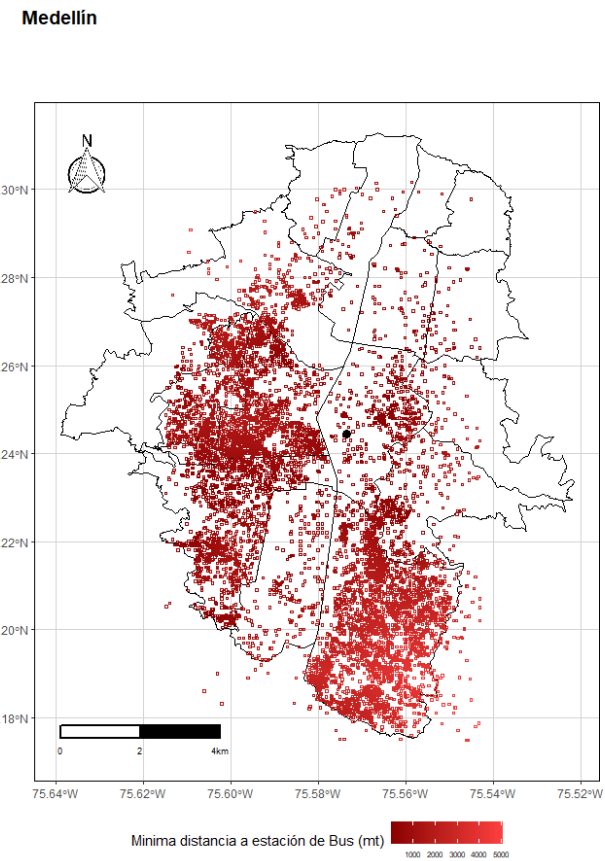 Medellín
N
30°N
28°N
26°N
24°N
22°N
20°N
18°N
0 2 4km
75.64°W 75.62°W 75.60°W 75.58°W 75.56°W 75.54°W 75.52°W
Minima distancia a estación de Bus (mt)
1000 2000 3000 4000 5000